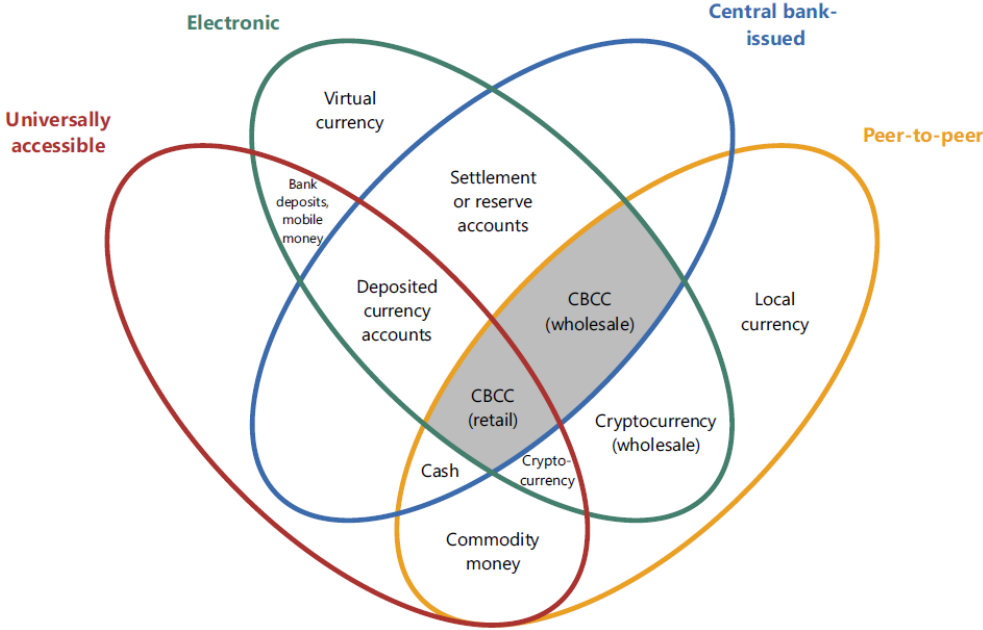 Electronic
Central bank-
issued
Universally
accessible
Peer-to-peer
Virtual
currency
Bank
deposits,
mobile
money
Settlement
or reserve
accounts
Deposited
currency
accounts
CBCC
(wholesale)
Local
currency
CBCC
(retail)
Cryptocurrency
(wholesale)
Cash
Crypto-
currency
Commodity
money